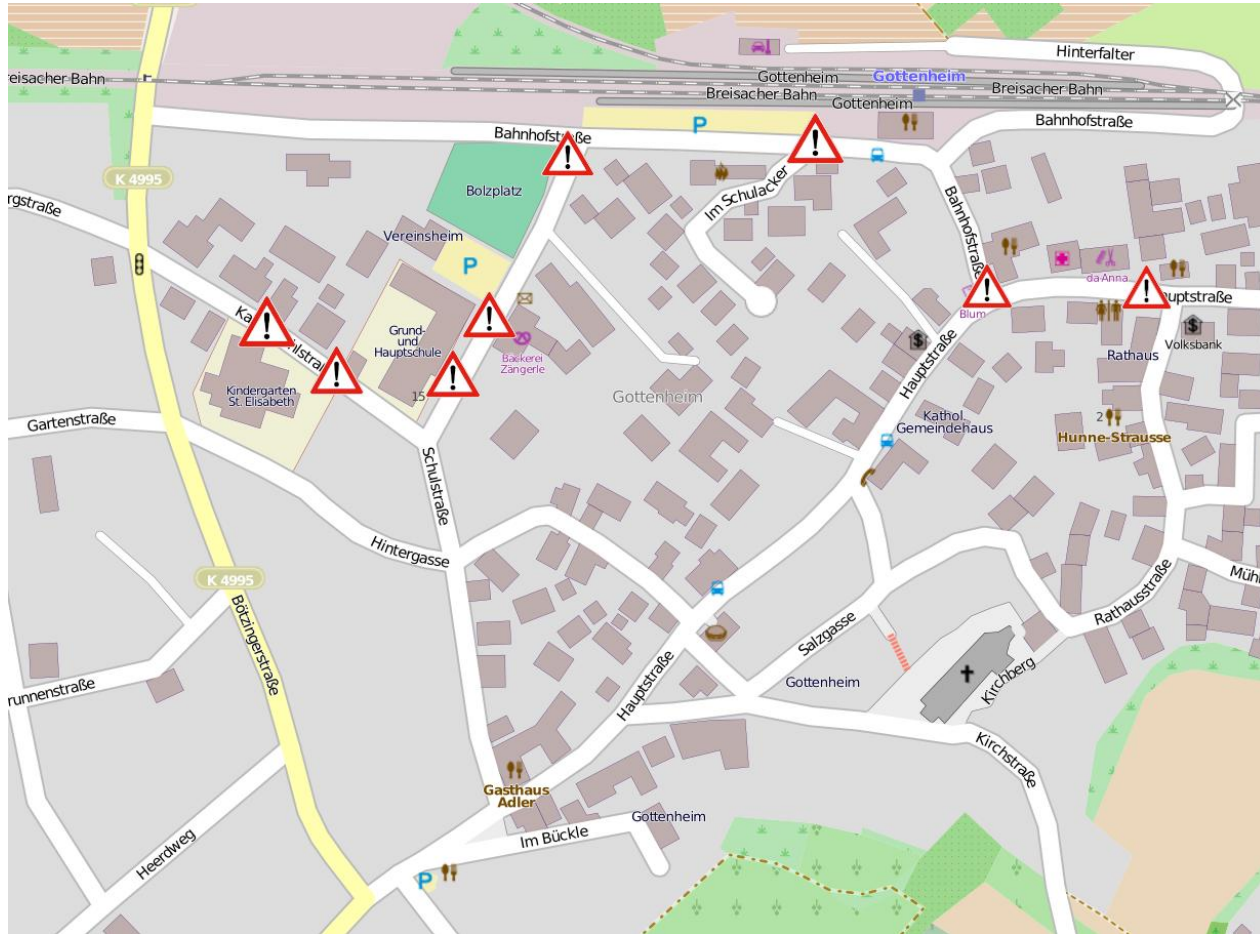 Hinterfalter
Gottenheim
Gottenheim
reisacher Bahn
Breisacher Bahn
Breisacher Bahn
Gottenheim
P
Bahnhofstraße
Bahnhofstraße
K 4995
Bolzplatz
Im Schulacker
Bahnhofstraße
rgstraße
Vereinsheim
P
da Anna
uptstraße
Blum
Grund-
und
Hauptschule
Bäckerei
Zängerle
Hauptstraße
$
$
Volksbank
Rathaus
Kindergarten
St. Elisabeth
15
Gottenheim
Kathol.
Gemeindehaus
2
Hunne-Strausse
Gartenstraße
Schulstraße
Hintergasse
K 4995
Bötzingerstraße
Rathausstraße
Salzgasse
runnenstraße
Hauptstraße
Gottenheim
Kirchberg
Kirchstraße
Gasthaus
Adler
Gottenheim
Im Bückle
Heerdweg
P